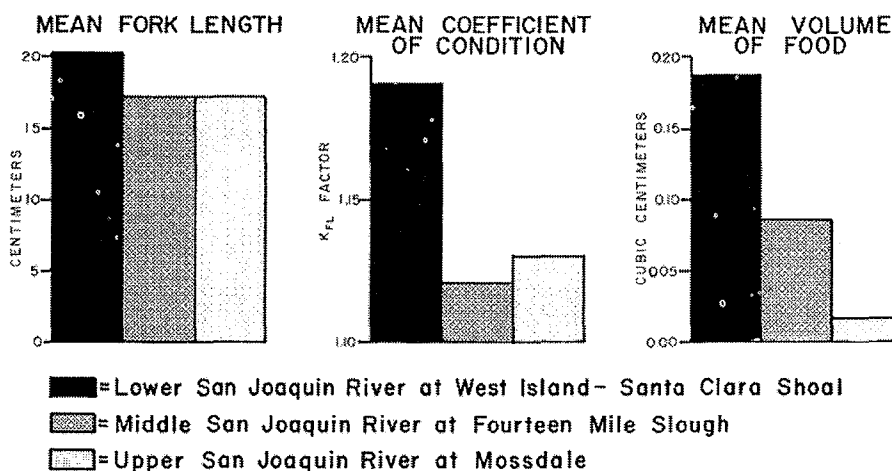 MEAN FORK LENGTH
MEAN COEFFICIENT
OF CONDITION
MEAN VOLUME
OF FOOD
20
15
10
5
0
CENTIMETERS
1.20
1.15
1.10
KFL FACTOR
0.20
0.15
0.10
0.05
0.00
CUBIC CENTIMETERS
= Lower San Joaquin River at West Island - Santa Clara Shoal
= Middle San Joaquin River at Fourteen Mile Slough
= Upper San Joaquin River at Mossdale